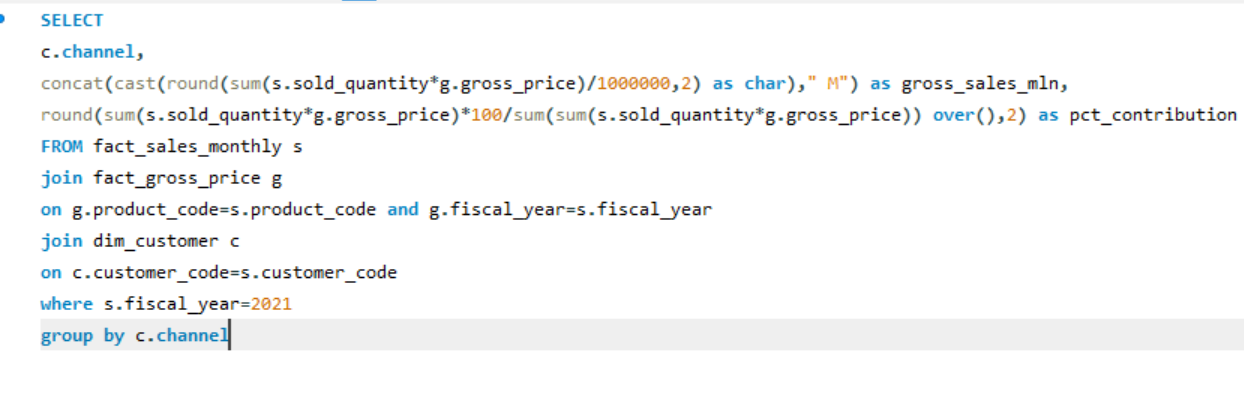 SELECT
c.channel,
concat(cast(round(sum(s.sold_quantity*g.gross_price)/1000000,2) as char)," M") as gross_sales_mln,
round(sum(s.sold_quantity*g.gross_price)*100/sum(sum(s.sold_quantity*g.gross_price)) over(),2) as pct_contribution
FROM fact_sales_monthly s
join fact_gross_price g
on g.product_code=s.product_code and g.fiscal_year=s.fiscal_year
join dim_customer c
on c.customer_code=s.customer_code
where s.fiscal_year=2021
group by c.channel